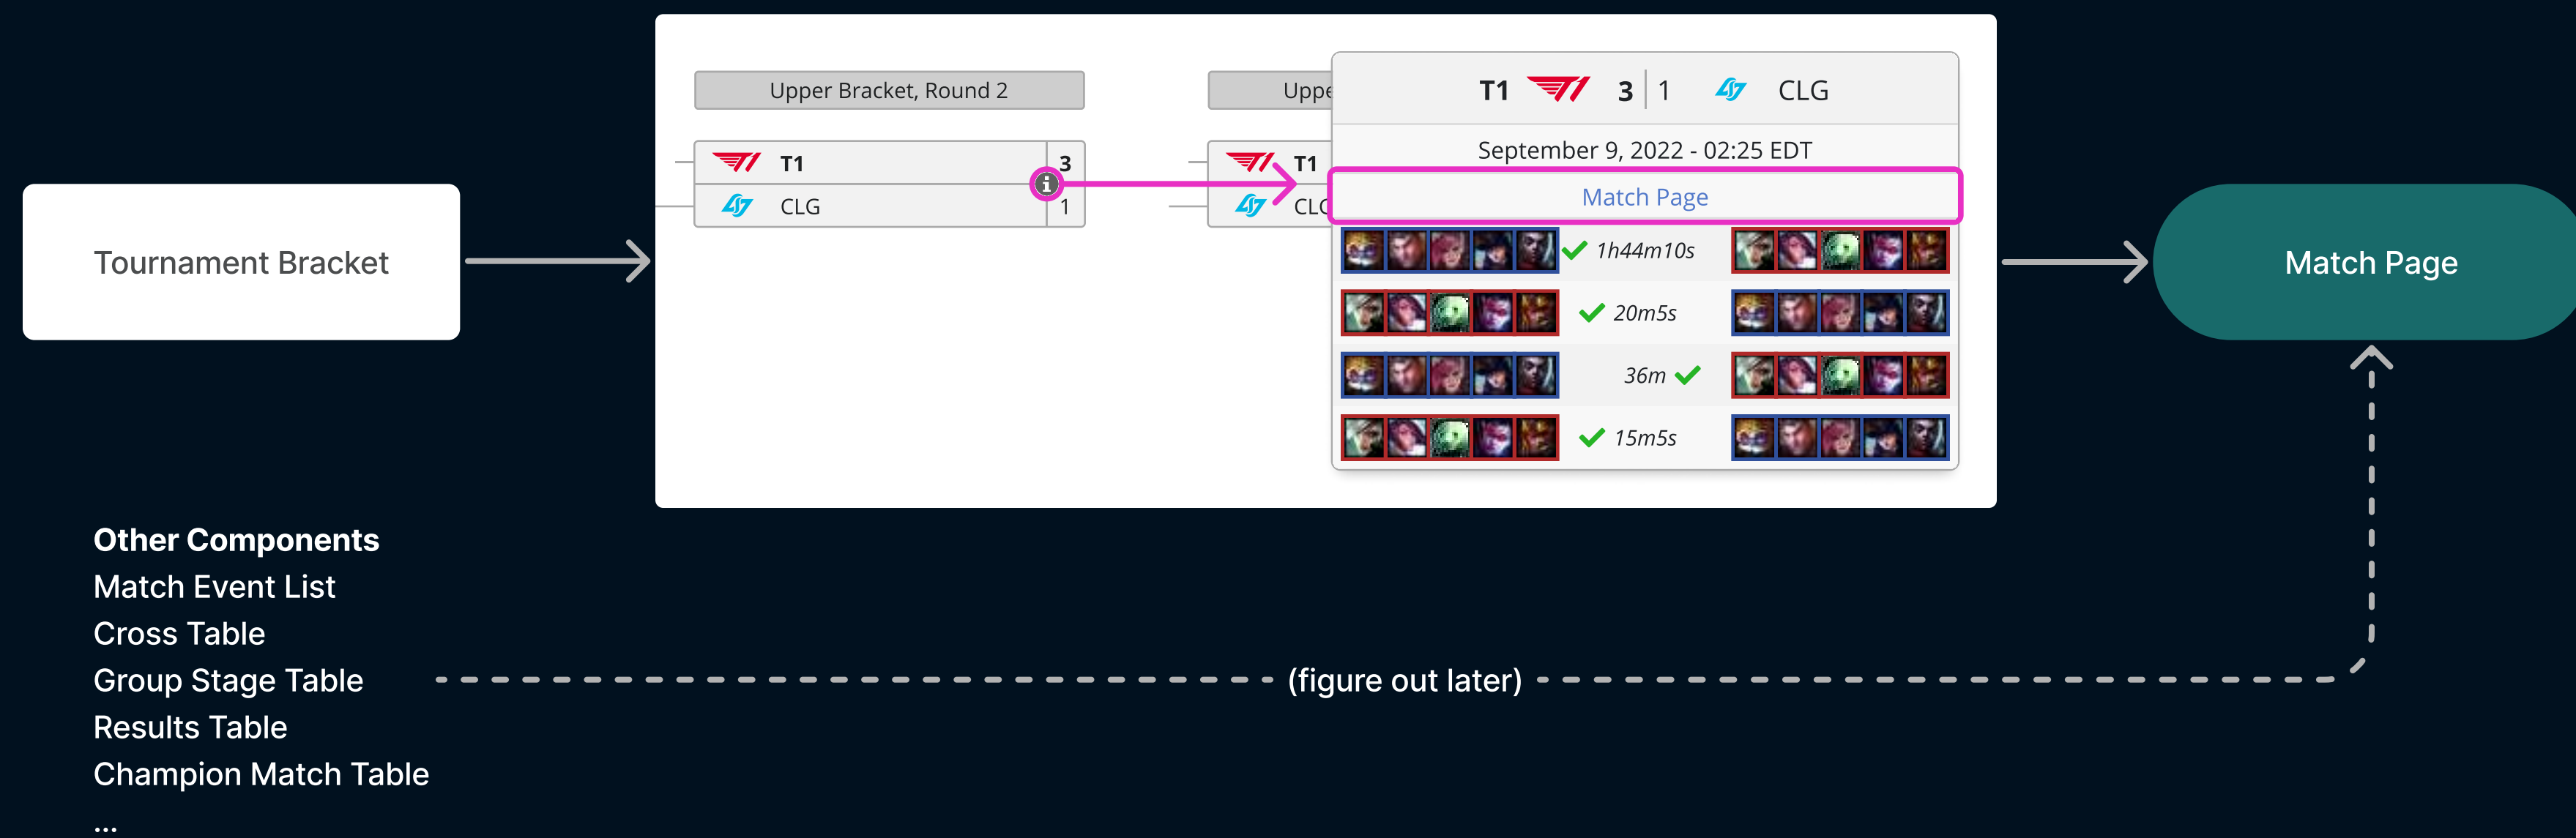 Tournament Bracket
Upper Bracket, Round 2
T1
3
CLG
1
Uppe
T1
CLC
T1 3 1 CLG
September 9, 2022 - 02:25 EDT
Match Page
1h44m10s
20m5s
36m
15m5s
Match Page
Other Components
Match Event List
Cross Table
Group Stage Table
(figure out later)
Results Table
Champion Match Table
...